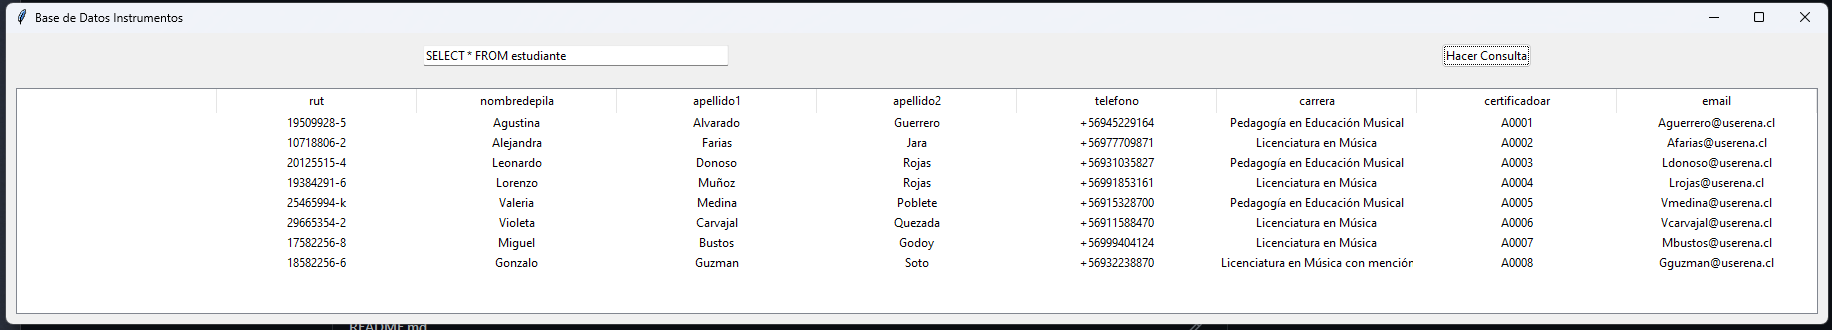 Base de Datos Instrumentos
SELECT * FROM estudiante Hacer Consulta
rut nombredepila apellido1 apellido2 telefono carrera certificadoar email
19509928-5 Agustina Alvarado Guerrero +56945229164 Pedagogía en Educación Musical A0001 Aguerrero@userena.cl
10718806-2 Alejandra Farias Jara +56977709871 Licenciatura en Música A0002 Afarias@userena.cl
20125515-4 Leonardo Donoso Rojas +56931035827 Pedagogía en Educación Musical A0003 Ldonoso@userena.cl
19384291-6 Lorenzo Muñoz Rojas +56991853161 Licenciatura en Música A0004 Lrojas@userena.cl
25465994-k Valeria Medina Poblete +56915328700 Pedagogía en Educación Musical A0005 Vmedina@userena.cl
29665354-2 Violeta Carvajal Quezada +56911588470 Licenciatura en Música A0006 Vcarvajal@userena.cl
17582256-8 Miguel Bustos Godoy +56999404124 Licenciatura en Música A0007 Mbustos@userena.cl
18582256-6 Gonzalo Guzman Soto +56932238870 Licenciatura en Música con menciór A0008 Gguzman@userena.cl
README.md